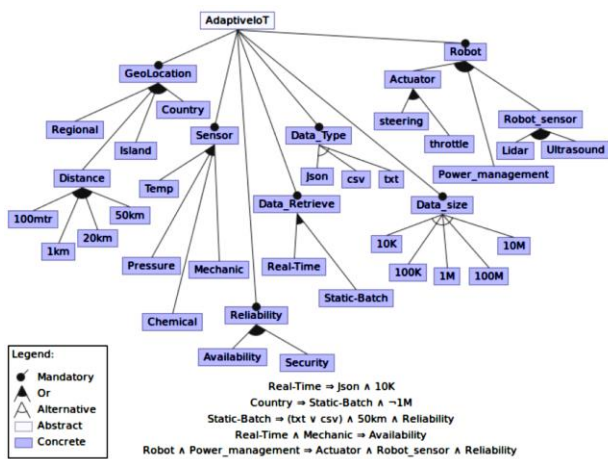 AdaptiveIoT
GeoLocation
Robot
Actuator
Country
Regional
Island
Sensor
Data_Type
steering
Robot_sensor
throttle
Lidar
Ultrasound
Distance
Temp
Json
csv
txt
Power_management
100mtr
50km
20km
1km
Data_Retrieve
Data_size
10K
10M
100K
1M
100M
Pressure
Mechanic
Real-Time
Static-Batch
Chemical
Reliability
Availability
Security
Legend:
Mandatory
Or
Alternative
Abstract
Concrete
Real-Time ⇒ Json ∧ 10K
Country ⇒ Static-Batch ∧ ¬1M
Static-Batch ⇒ (txt ∨ csv) ∧ 50km ∧ Reliability
Real-Time ∧ Mechanic ⇒ Availability
Robot ∧ Power_management ⇒ Actuator ∧ Robot_sensor ∧ Reliability